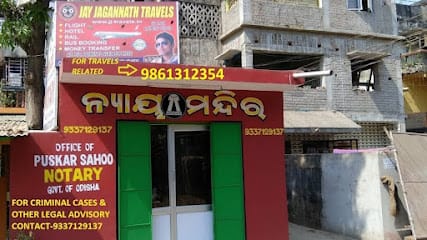 JAY JAGANNATH TRAVELS
FLIGHT
HOTEL
RAIL
BUS BOOKING
MONEY TRANSFER
FOR TRAVELS
RELATED
9861312354
ନ୍ୟାୟ ମନ୍ଦିର
9337129137
9337129137
OFFICE OF
PUSKAR SAHOO
NOTARY
GOVT. OF ODISHA
FOR CRIMINAL CASES &
OTHER LEGAL ADVISORY
CONTACT-9337129137